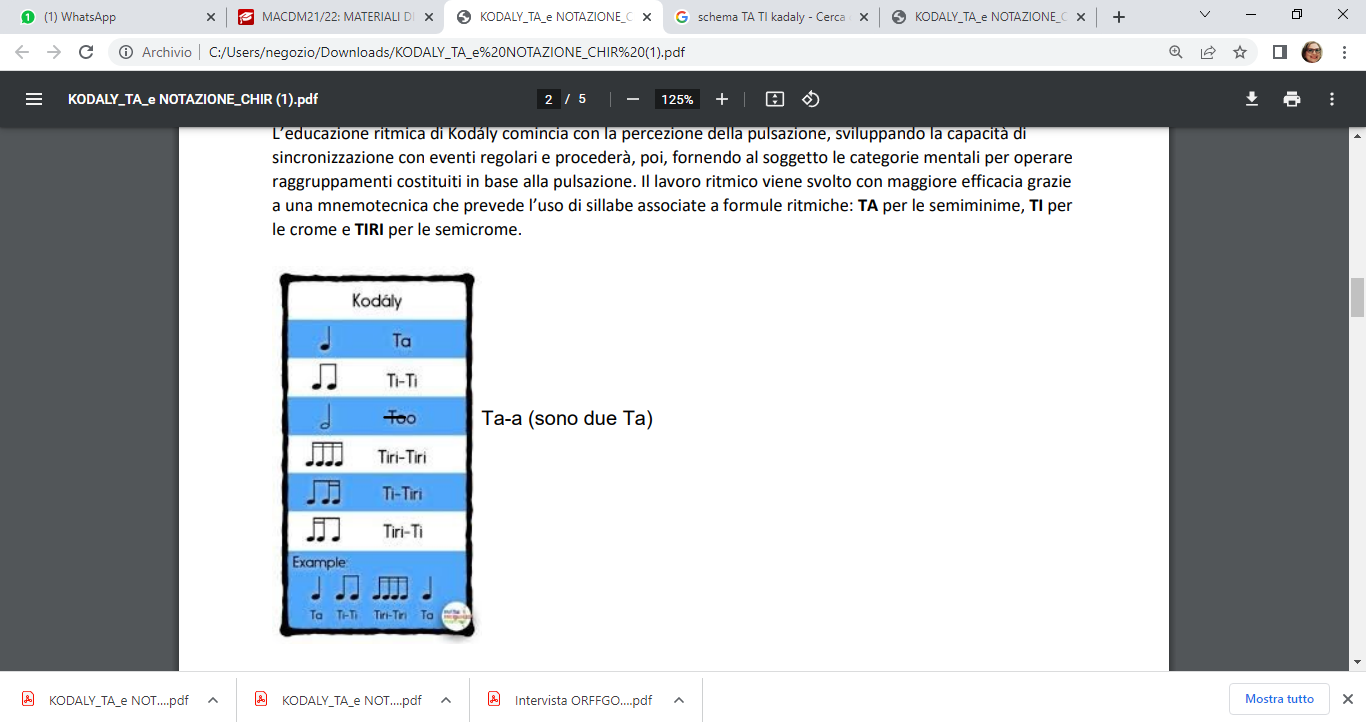 (1) WhatsApp
MACDM21/22: MATERIALI DI
KODALY_TA_e NOTAZIONE_C
schema TA TI kadaly - Cerca
KODALY_TA_e NOTAZIONE_C
Archivio
C:/Users/negozio/Downloads/KODALY_TA_e%20NOTAZIONE_CHIR%20(1).pdf
KODALY_TA_e NOTAZIONE_CHIR (1).pdf
2 / 5
125%
L'educazione ritmica di Kodály comincia con la percezione della pulsazione, sviluppando la capacità di
sincronizzazione con eventi regolari e procederà, poi, fornendo al soggetto le categorie mentali per operare
raggruppamenti costituiti in base alla pulsazione. Il lavoro ritmico viene svolto con maggiore efficacia grazie
a una mnemotecnica che prevede l'uso di sillabe associate a formule ritmiche: TA per le semiminime, TI per
le crome e TIRI per le semicrome.
Kodály
Ta
Ti-Ti
Too
Ta-a (sono due Ta)
Tiri-Tiri
Ti-Tiri
Tiri-Ti
Example:
Ta Ti-Ti Tiri-Tiri Ta
KODALY_TA_e NOT....pdf
KODALY_TA_e NOT....pdf
Intervista ORFFGO....pdf
Mostra tutto